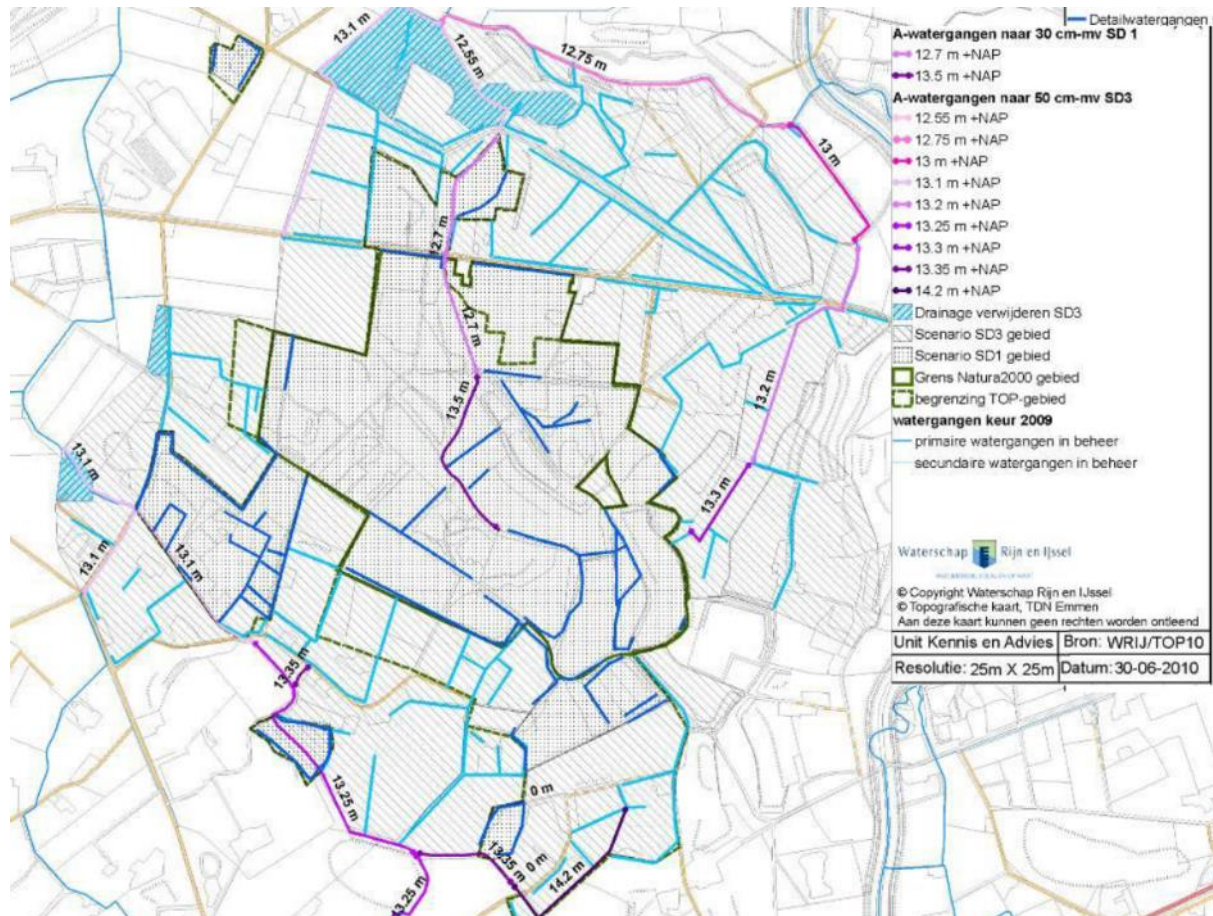 Detailwatergangen
A-watergangen naar 30 cm-mv SD 1
12.7 m +NAP
13.5 m +NAP
A-watergangen naar 50 cm-mv SD3
12.55 m +NAP
12.75 m +NAP
13 m +NAP
13.1 m +NAP
13.2 m +NAP
13.25 m +NAP
13.3 m +NAP
13.35 m +NAP
14.2 m +NAP
Drainage verwijderen SD3
Scenario SD3 gebied
Scenario SD1 gebied
Grens Natura2000 gebied
begrenzing TOP-gebied
watergangen keur 2009
primaire watergangen in beheer
secundaire watergangen in beheer
Waterschap Rijn en IJssel
© Copyright Waterschap Rijn en IJssel
© Topografische kaart, TDN Emmen
Aan deze kaart kunnen geen rechten worden ontleend
Unit Kennis en Advies Bron: WRIJ/TOP10
Resolutie: 25m X 25m Datum: 30-06-2010
13.1 m
12.55 m
12.75 m
13 m
12.7 m
12.7 m
13.5 m
13.2 m
13.3 m
13.1 m
13.1 m
13.1 m
13.35 m
13.25 m
0 m
0 m
13.35 m
14.2 m
13.25 m